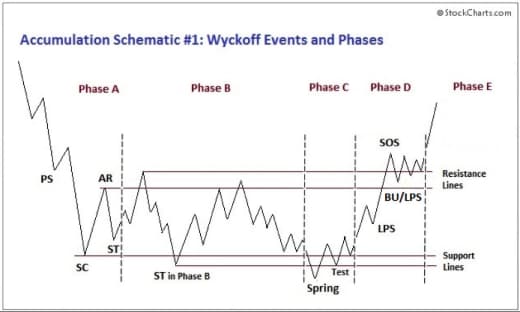 © StockCharts.com
Accumulation Schematic #1: Wyckoff Events and Phases
Phase A
Phase B
Phase C
Phase D
Phase E
SOS
PS
AR
Resistance
Lines
BU/LPS
LPS
ST
SC
ST in Phase B
Test
Spring
Support
Lines